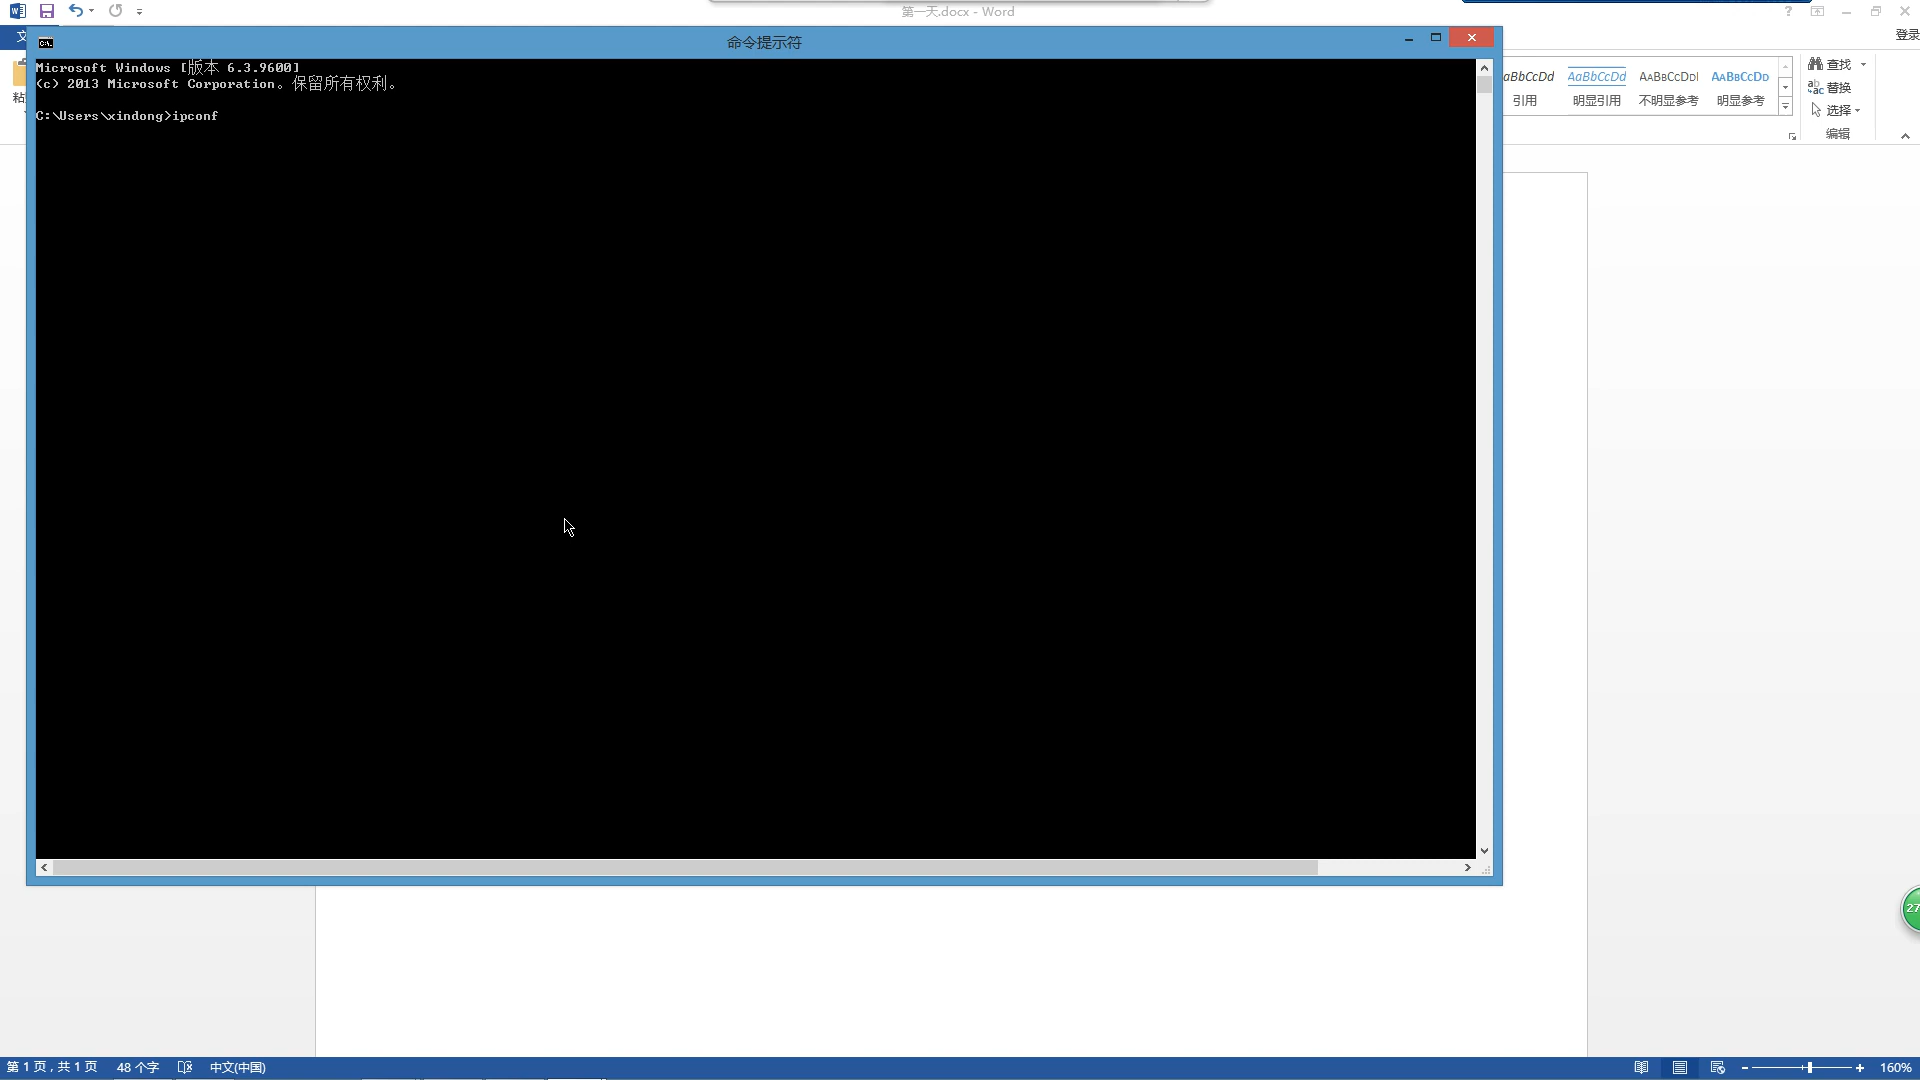 第一天.docx - Word
命令提示符
登录
Microsoft Windows [版本 6.3.9600]
(c) 2013 Microsoft Corporation。保留所有权利。
C:\Users\xindong>ipconf
aBbCcDd AaBbCcDd AaBbCcDdI AaBbCcDd
引用 明显引用 不明显参考 明显参考
查找
替换
选择
编辑
27
第 1 页，共 1 页 48 个字 中文(中国) 160%